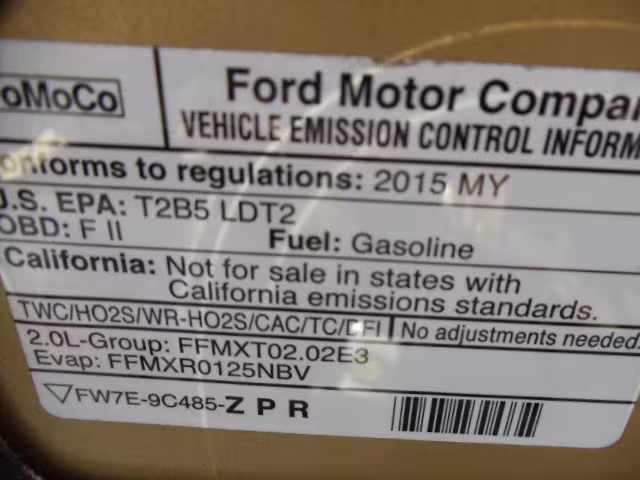 oMoCo
Ford Motor Compa
VEHICLE EMISSION CONTROL INFORM
onforms to regulations: 2015 MY
U.S. EPA: T2B5 LDT2
OBD: F II Fuel: Gasoline
California: Not for sale in states with
California emissions standards.
TWC/HO2S/WR-HO2S/CAC/TC/DFI No adjustments needed.
2.0L-Group: FFMXT02.02E3
Evap: FFMXR0125NBV
FW7E-9C485-Z P R